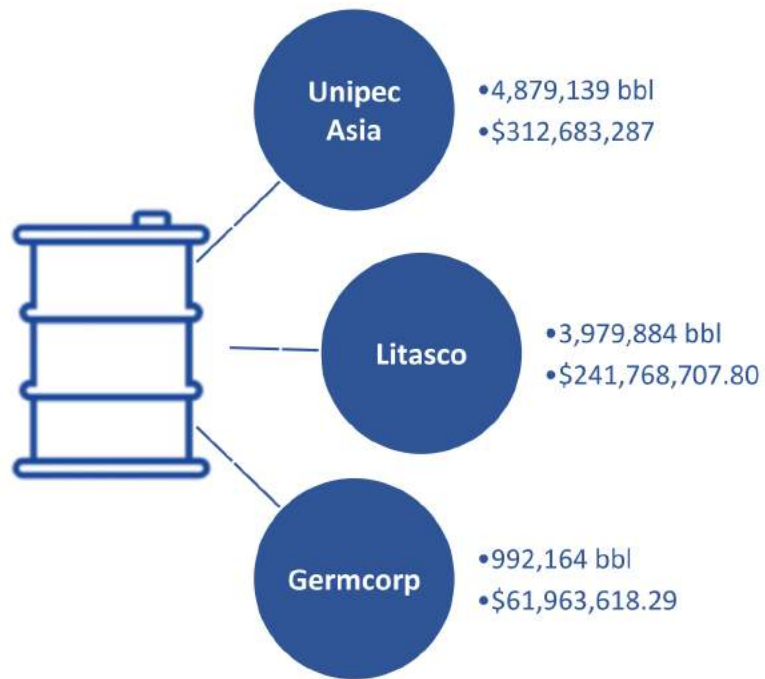 Unipec
Asia
•4,879,139 bbl
•$312,683,287
Litasco
•3,979,884 bbl
•$241,768,707.80
Germcorp
•992,164 bbl
•$61,963,618.29